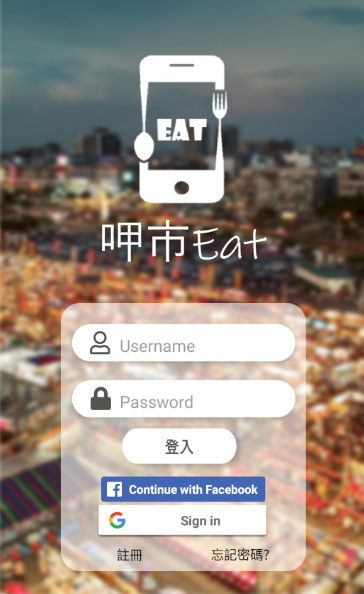 EAT
呷市Eat
Username
Password
登入
Continue with Facebook
Sign in
註冊 忘記密碼?